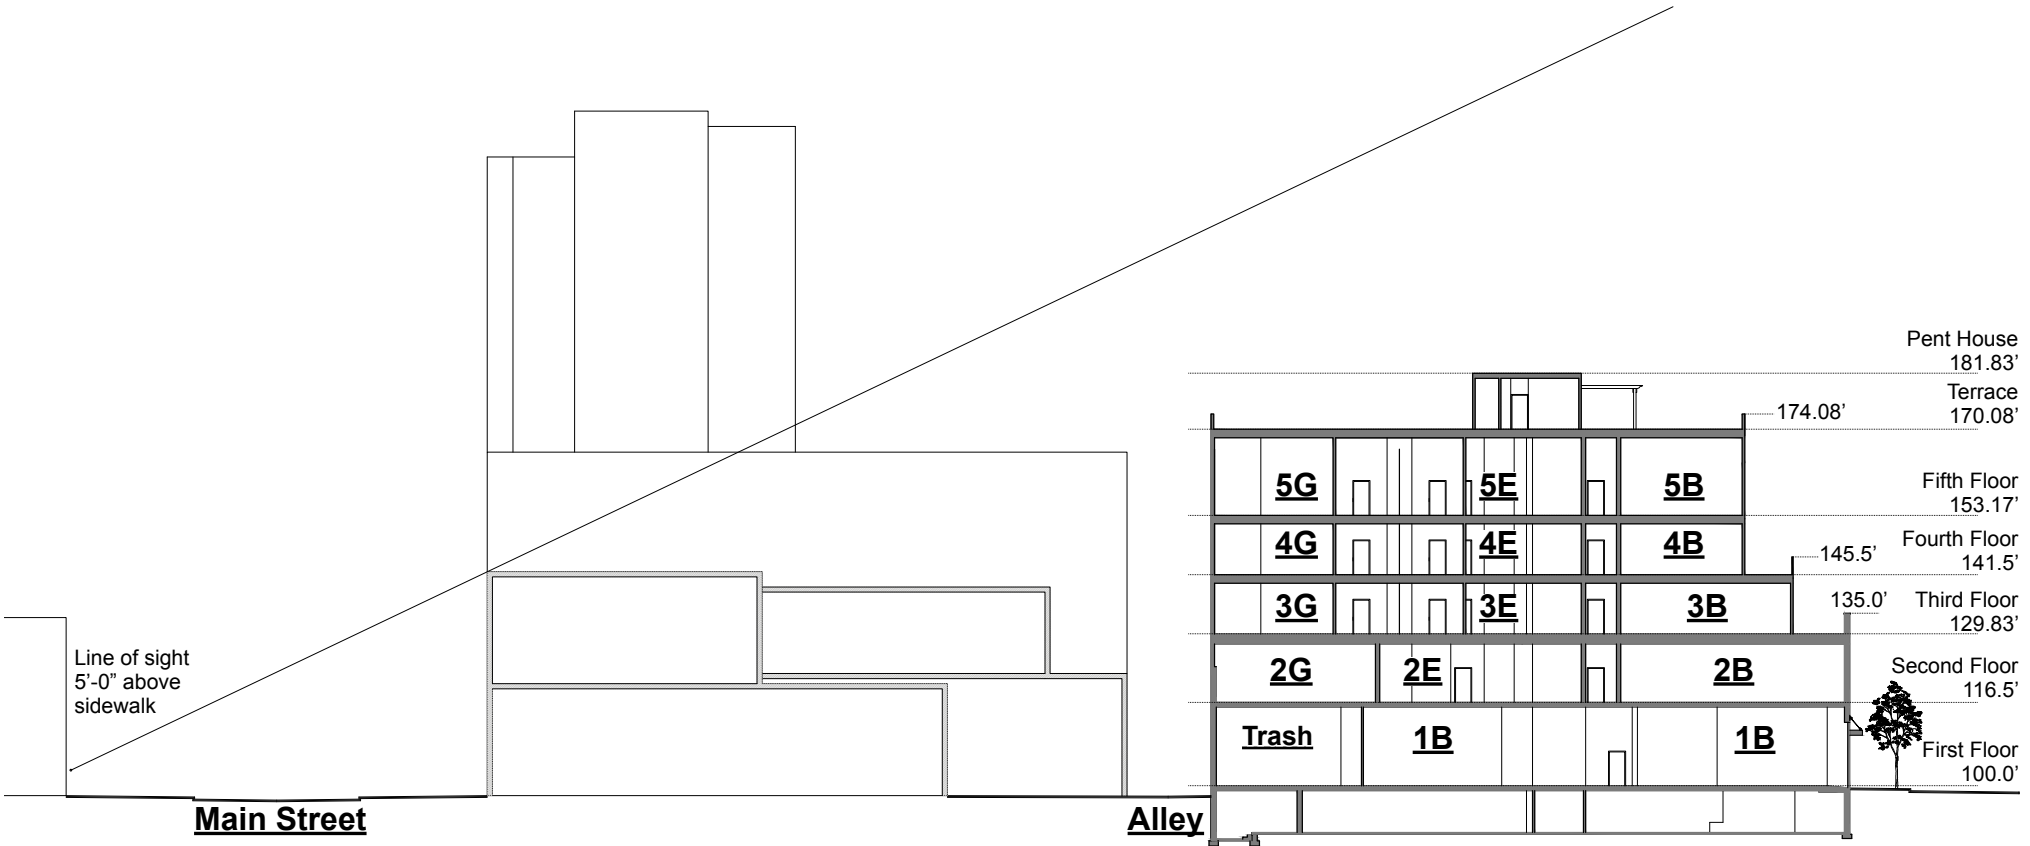 Pent House
181.83’
Terrace
170.08’
174.08’
5G
5E
5B
Fifth Floor
153.17’
4G
4E
4B
Fourth Floor
141.5’
145.5’
3G
3E
3B
135.0’
Third Floor
129.83’
Line of sight
5’-0” above
sidewalk
2G
2E
2B
Second Floor
116.5’
Trash
1B
1B
First Floor
100.0’
Main Street
Alley